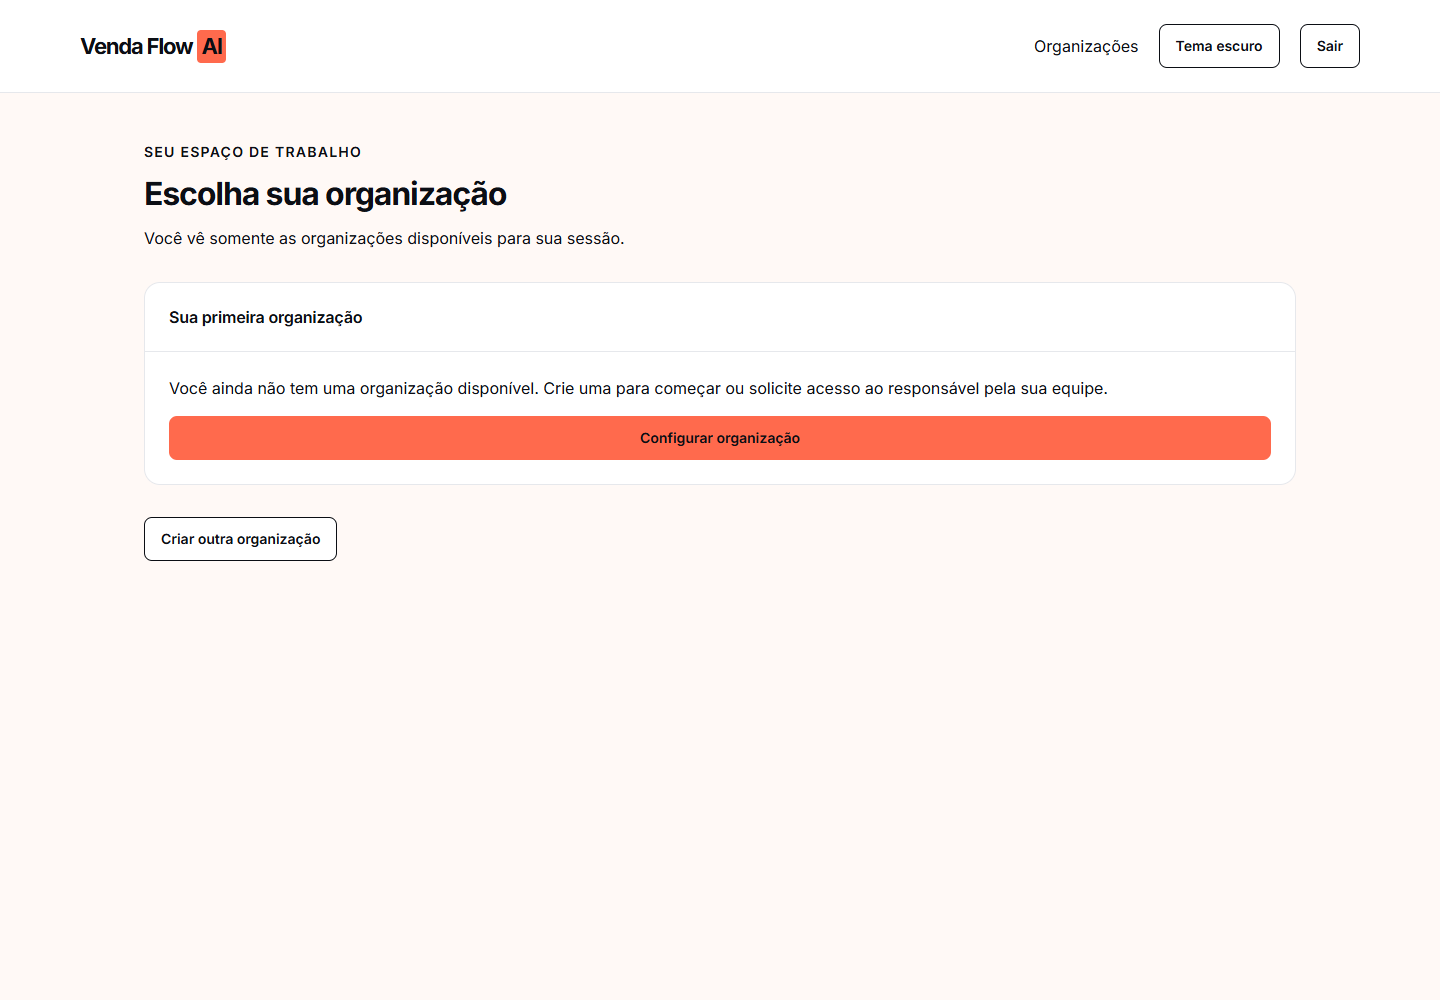 Venda Flow AI
Organizações
Tema escuro
Sair
SEU ESPAÇO DE TRABALHO
Escolha sua organização
Você vê somente as organizações disponíveis para sua sessão.
Sua primeira organização
Você ainda não tem uma organização disponível. Crie uma para começar ou solicite acesso ao responsável pela sua equipe.
Configurar organização
Criar outra organização